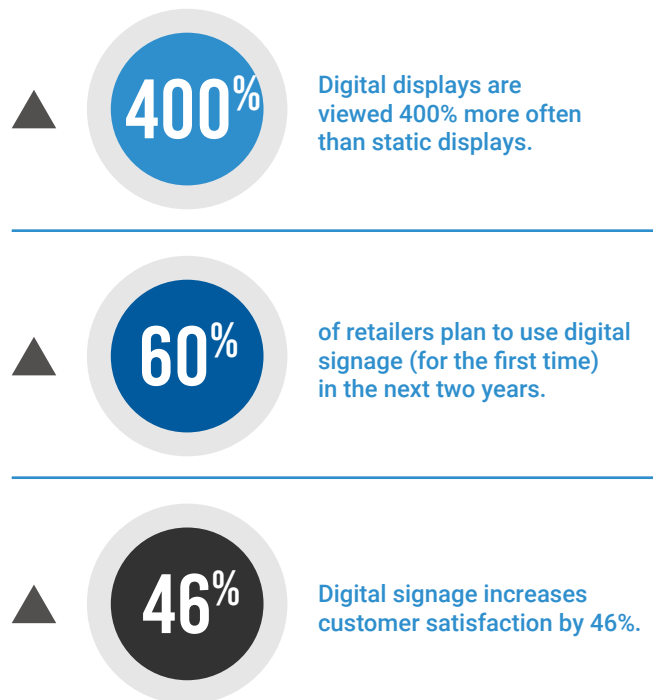 400%
Digital displays are
viewed 400% more often
than static displays.
60%
of retailers plan to use digital
signage (for the first time)
in the next two years.
46%
Digital signage increases
customer satisfaction by 46%.